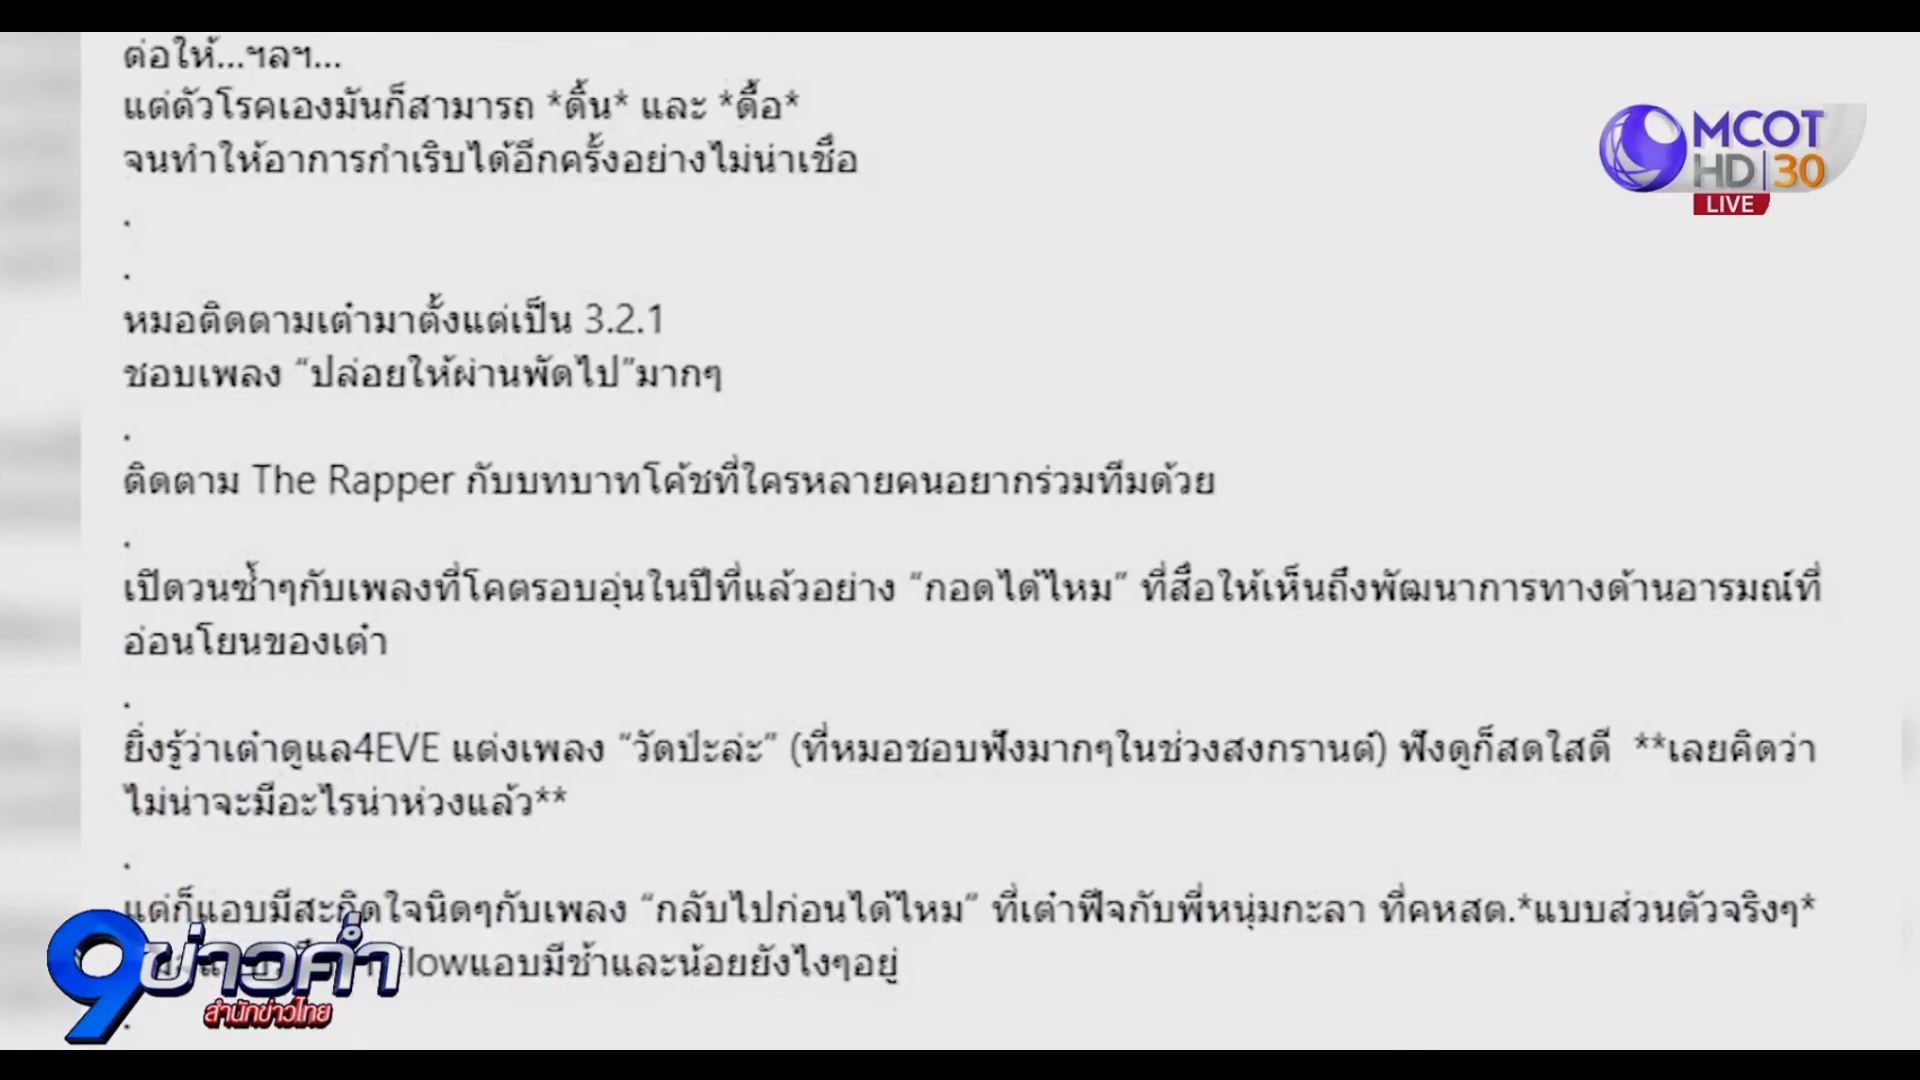 ต่อให้...ฯลฯ...
แต่ตัวโรคเองมันก็สามารถ *ดิ้น* และ *ดื้อ*
จนทำให้อาการกำเริบได้อีกครั้งอย่างไม่น่าเชื่อ
.
.
หมอติดตามเต๋ามาตั้งแต่เป็น 3.2.1
ชอบเพลง “ปล่อยให้ผ่านพัดไป”มากๆ
.
ติดตาม The Rapper กับบทบาทโค้ชที่ใครหลายคนอยากร่วมทีมด้วย
.
เปิดวนซ้ำๆกับเพลงที่โคตรอบอุ่นในปีที่แล้วอย่าง “กอดได้ไหม” ที่สื่อให้เห็นถึงพัฒนาการทางด้านอารมณ์ที่
อ่อนโยนของเต๋า
.
ยิ่งรู้ว่าเต๋าดูแล4EVE แต่งเพลง “วัดปะล่ะ” (ที่หมอชอบฟังมากๆในช่วงสงกรานต์) ฟังดูก็สดใสดี **เลยคิดว่า
ไม่น่าจะมีอะไรน่าห่วงแล้ว**
.
แต่ก็แอบมีสะกิดใจนิดๆกับเพลง “กลับไปก่อนได้ไหม” ที่เต๋าฟีจกับพี่หนุ่มกะลา ที่คหสต.*แบบส่วนตัวจริงๆ*
lowแอบมีช้าและน้อยยังไงๆอยู่
.
MCOT
HD 30
LIVE
9 ข่าวค่ำ
สำนักข่าวไทย